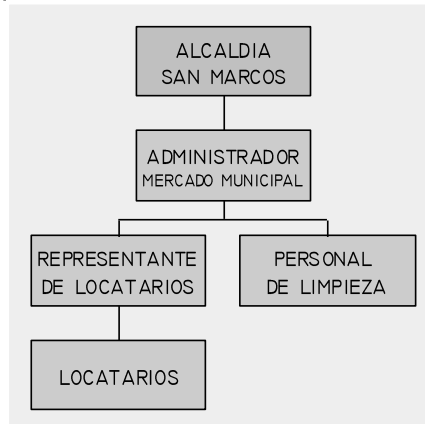 ALCALDIA
SAN MARCOS
ADMINISTRADOR
MERCADO MUNICIPAL
REPRESENTANTE
DE LOCATARIOS
PERSONAL
DE LIMPIEZA
LOCATARIOS